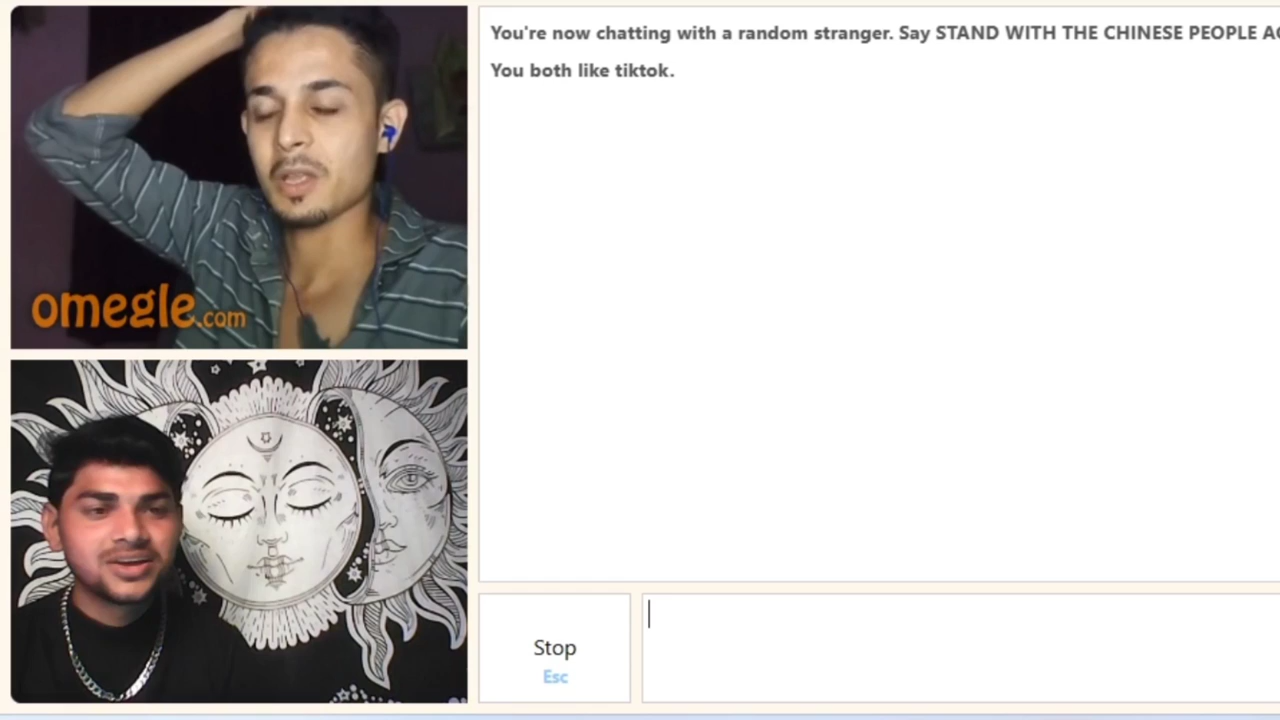 You're now chatting with a random stranger. Say STAND WITH THE CHINESE PEOPLE
You both like tiktok.
omegle.com
Stop
Esc